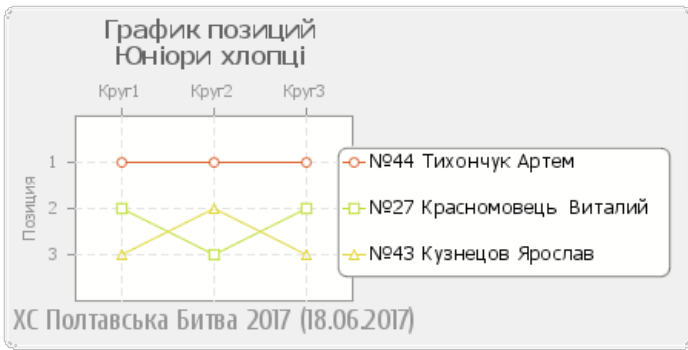 График позиций
Юніори хлопці
Круг1 Круг2 Круг3
Позиция
1
2
3
№44 Тихончук Артем
№27 Красномовець Виталий
№43 Кузнецов Ярослав
ХС Полтавська Битва 2017 (18.06.2017)